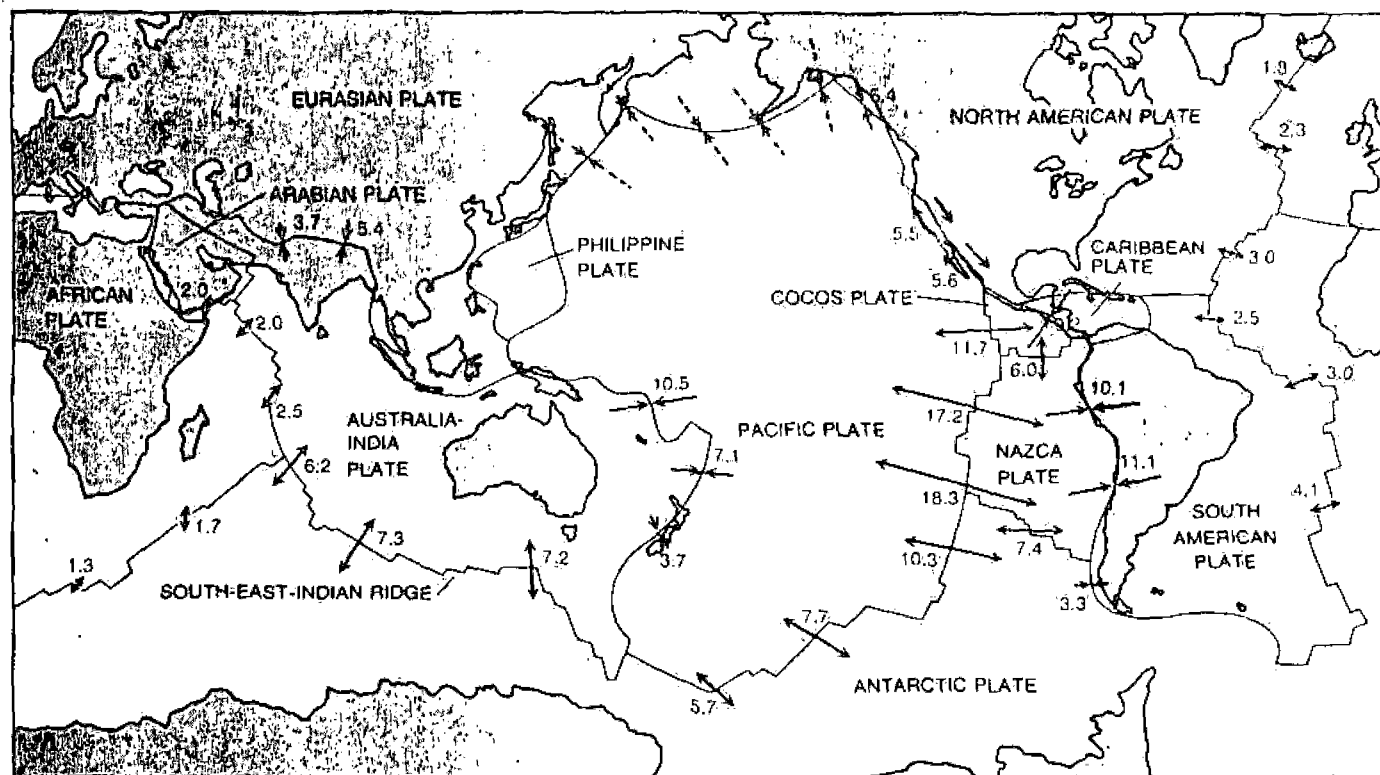 EURASIAN PLATE
NORTH AMERICAN PLATE
1.9
2.3
6.4
ARABIAN PLATE
3.7
5.4
PHILIPPINE
PLATE
5.5
5.6
CARIBBEAN
PLATE
3.0
COCOS PLATE
2.5
AFRICAN
PLATE
2.0
2.0
11.7
6.0
3.0
10.5
10.1
17.2
2.5
AUSTRALIA-
INDIA
PLATE
PACIFIC PLATE
NAZCA
PLATE
6.2
7.1
11.1
18.3
4.1
1.7
7.3
7.2
3.7
10.3
7.4
SOUTH
AMERICAN
PLATE
1.3
SOUTH-EAST-INDIAN RIDGE
3.3
7.7
5.7
ANTARCTIC PLATE